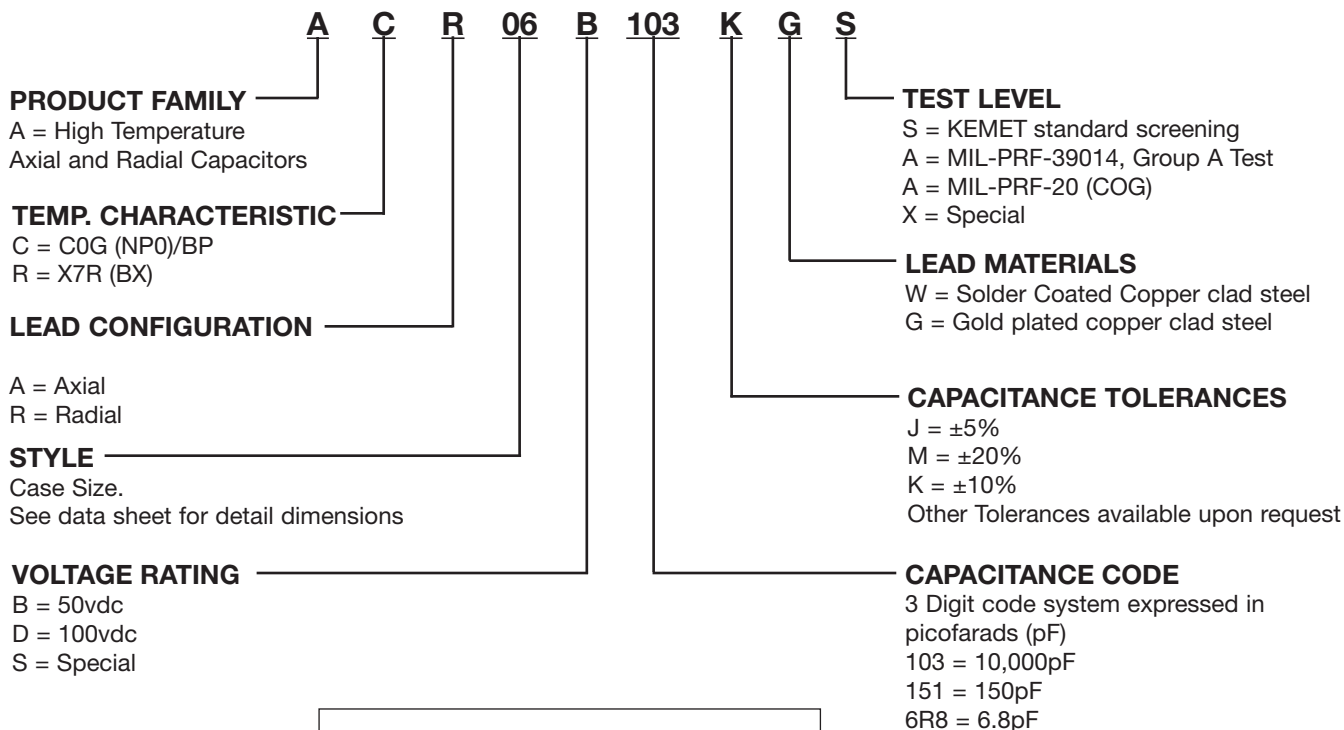 A C R 06 B 103 K G S
PRODUCT FAMILY
A = High Temperature
Axial and Radial Capacitors
TEMP. CHARACTERISTIC
C = C0G (NP0)/BP
R = X7R (BX)
LEAD CONFIGURATION
A = Axial
R = Radial
STYLE
Case Size.
See data sheet for detail dimensions
VOLTAGE RATING
B = 50vdc
D = 100vdc
S = Special
TEST LEVEL
S = KEMET standard screening
A = MIL-PRF-39014, Group A Test
A = MIL-PRF-20 (COG)
X = Special
LEAD MATERIALS
W = Solder Coated Copper clad steel
G = Gold plated copper clad steel
CAPACITANCE TOLERANCES
J = ±5%
M = ±20%
K = ±10%
Other Tolerances available upon request
CAPACITANCE CODE
3 Digit code system expressed in
picofarads (pF)
103 = 10,000pF
151 = 150pF
6R8 = 6.8pF